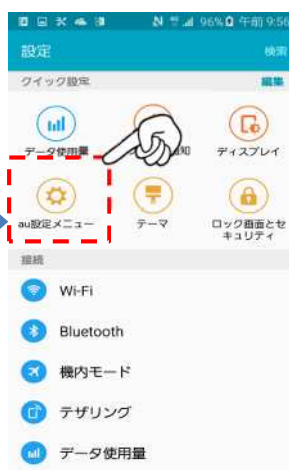 96% 午前 9:56
設定 検索
クイック設定 編集
データ使用量 知 ディスプレイ
au設定メニュー テーマ ロック画面とセキュリティ
接続
Wi-Fi
Bluetooth
機内モード
テザリング
データ使用量